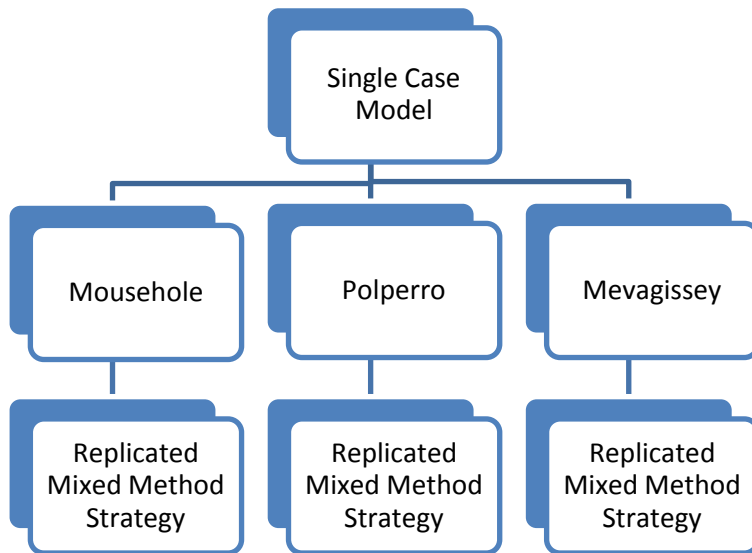 Single Case
Model
Mousehole
Polperro
Mevagissey
Replicated
Mixed Method
Strategy
Replicated
Mixed Method
Strategy
Replicated
Mixed Method
Strategy